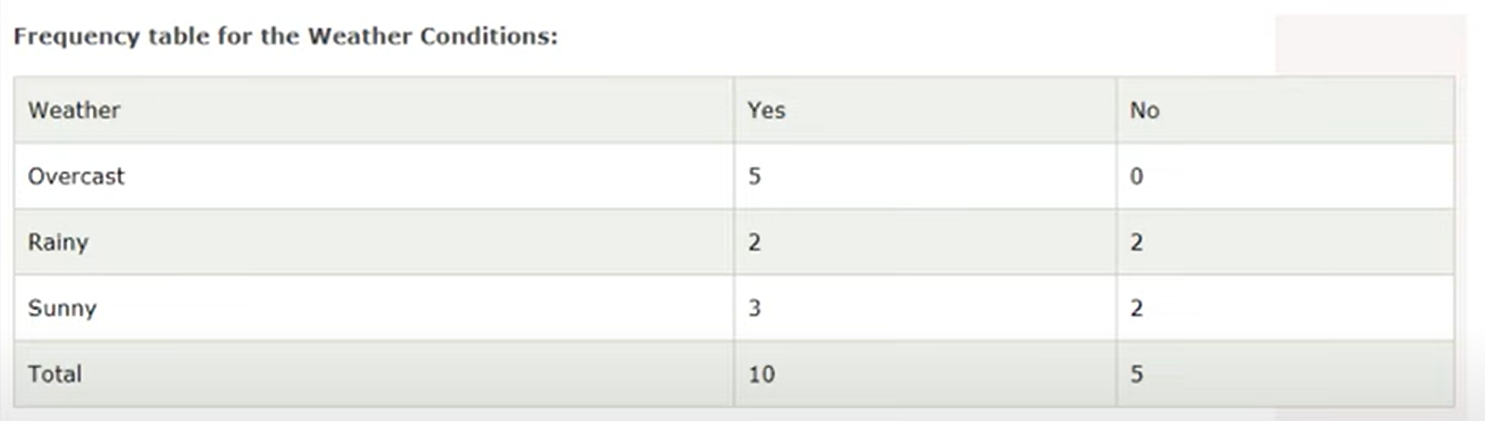 Frequency table for the Weather Conditions:
Weather Yes No
Overcast 5 0
Rainy 2 2
Sunny 3 2
Total 10 5